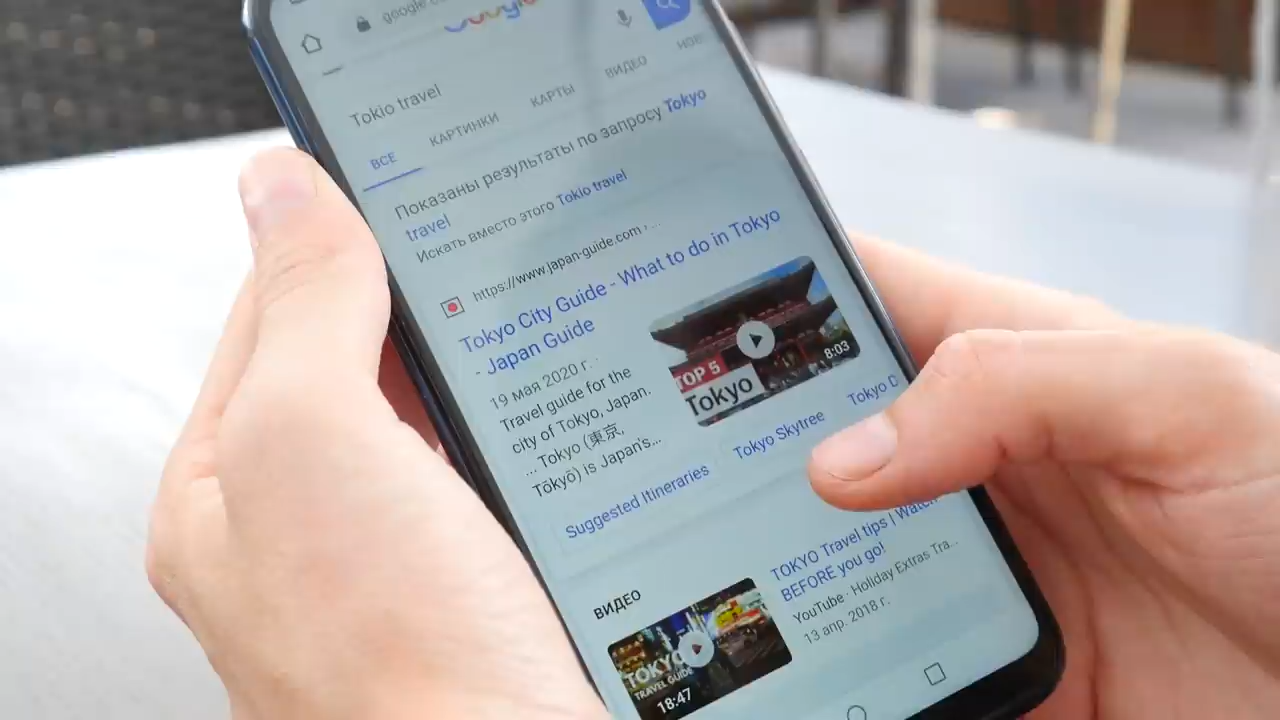 google.co
Google
Tokio travel
ВСЕ КАРТИНКИ КАРТЫ ВИДЕО
Показаны результаты по запросу Tokyo
travel
Искать вместо этого Tokio travel
https://www.japan-guide.com › ...
Tokyo City Guide - What to do in Tokyo
- Japan Guide
19 мая 2020 г. ·
Travel guide for the
city of Tokyo, Japan.
... Tokyo (東京,
Tōkyō) is Japan's...
TOP 5
Tokyo
8:03
Suggested Itineraries
Tokyo Skytree
Tokyo D
ВИДЕО
TOKYO
TRAVEL GUIDE
18:47
TOKYO Travel tips | Watch
BEFORE you go!
YouTube · Holiday Extras Tra...
13 апр. 2018 г.